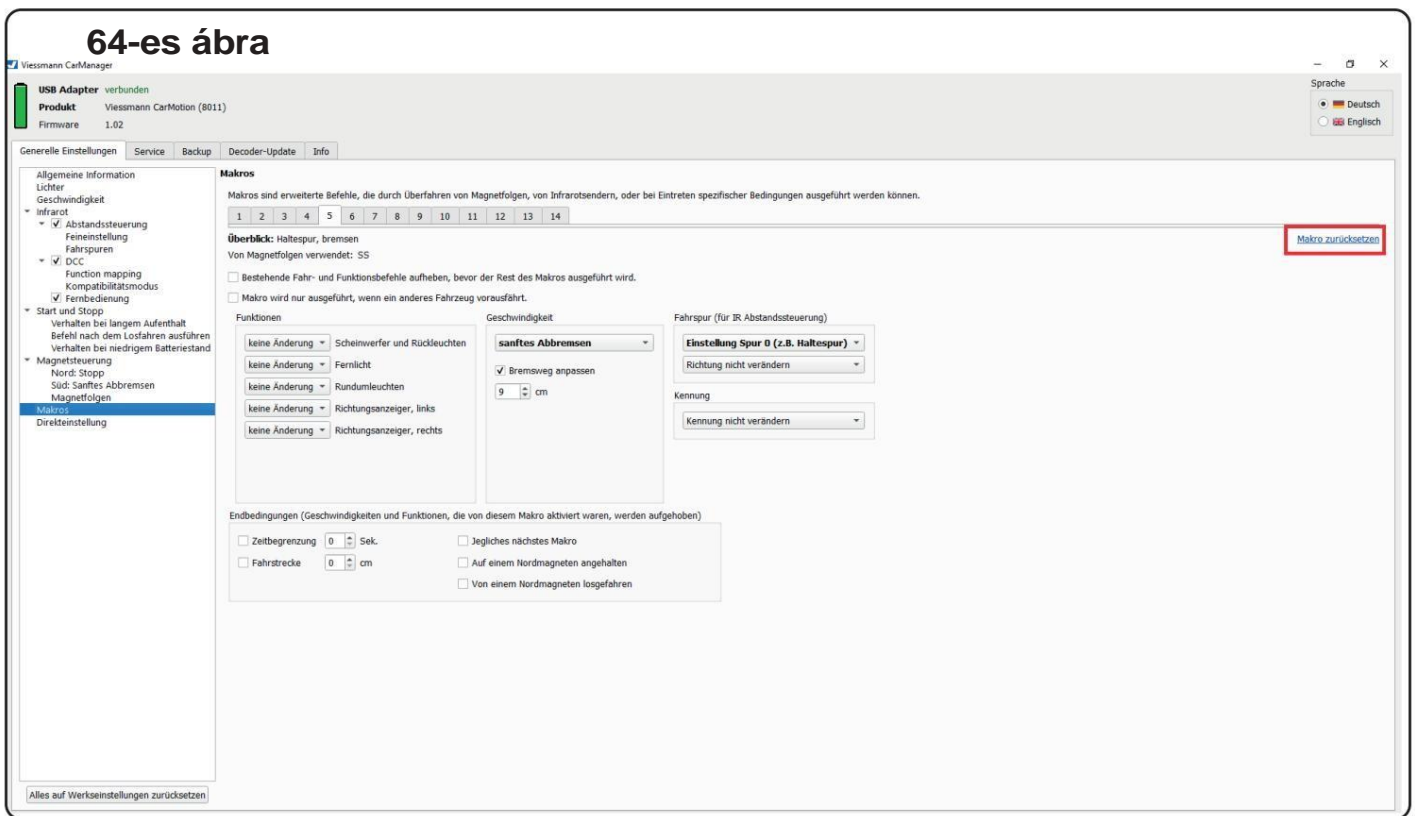 64-es ábra
Viessmann CarManager
USB Adapter verbunden
Produkt Viessmann CarMotion (8011)
Firmware 1.02
Sprache
Deutsch
Englisch
Generelle Einstellungen Service Backup Decoder-Update Info
Allgemeine Information
Lichter
Geschwindigkeit
Infrarot
Abstandssteuerung
Feineinstellung
Fahrspuren
DCC
Function mapping
Kompatibilitätsmodus
Fernbedienung
Start und Stopp
Verhalten bei langem Aufenthalt
Befehl nach dem Losfahren ausführen
Verhalten bei niedrigem Batteriestand
Magnetsteuerung
Nord: Stopp
Süd: Sanftes Abbremsen
Magnetfolgen
Makros
Direkteinstellung
Alles auf Werkseinstellungen zurücksetzen
Makros
Makros sind erweiterte Befehle, die durch Überfahren von Magnetfolgen, von Infrarotsendern, oder bei Eintreten spezifischer Bedingungen ausgeführt werden können.
1 2 3 4 5 6 7 8 9 10 11 12 13 14
Überblick: Haltespur, bremsen
Makro zurücksetzen
Von Magnetfolgen verwendet: SS
Bestehende Fahr- und Funktionsbefehle aufheben, bevor der Rest des Makros ausgeführt wird.
Makro wird nur ausgeführt, wenn ein anderes Fahrzeug vorausfährt.
Funktionen
keine Änderung Scheinwerfer und Rückleuchten
keine Änderung Fernlicht
keine Änderung Rundumleuchten
keine Änderung Richtungsanzeiger, links
keine Änderung Richtungsanzeiger, rechts
Geschwindigkeit
sanftes Abbremsen
Bremsweg anpassen
9 cm
Fahrspur (für IR Abstandssteuerung)
Einstellung Spur 0 (z.B. Haltespur)
Richtung nicht verändern
Kennung
Kennung nicht verändern
Endbedingungen (Geschwindigkeiten und Funktionen, die von diesem Makro aktiviert waren, werden aufgehoben)
Zeitbegrenzung 0 Sek.
Fahrstrecke 0 cm
Jegliches nächstes Makro
Auf einem Nordmagneten angehalten
Von einem Nordmagneten losgefahren